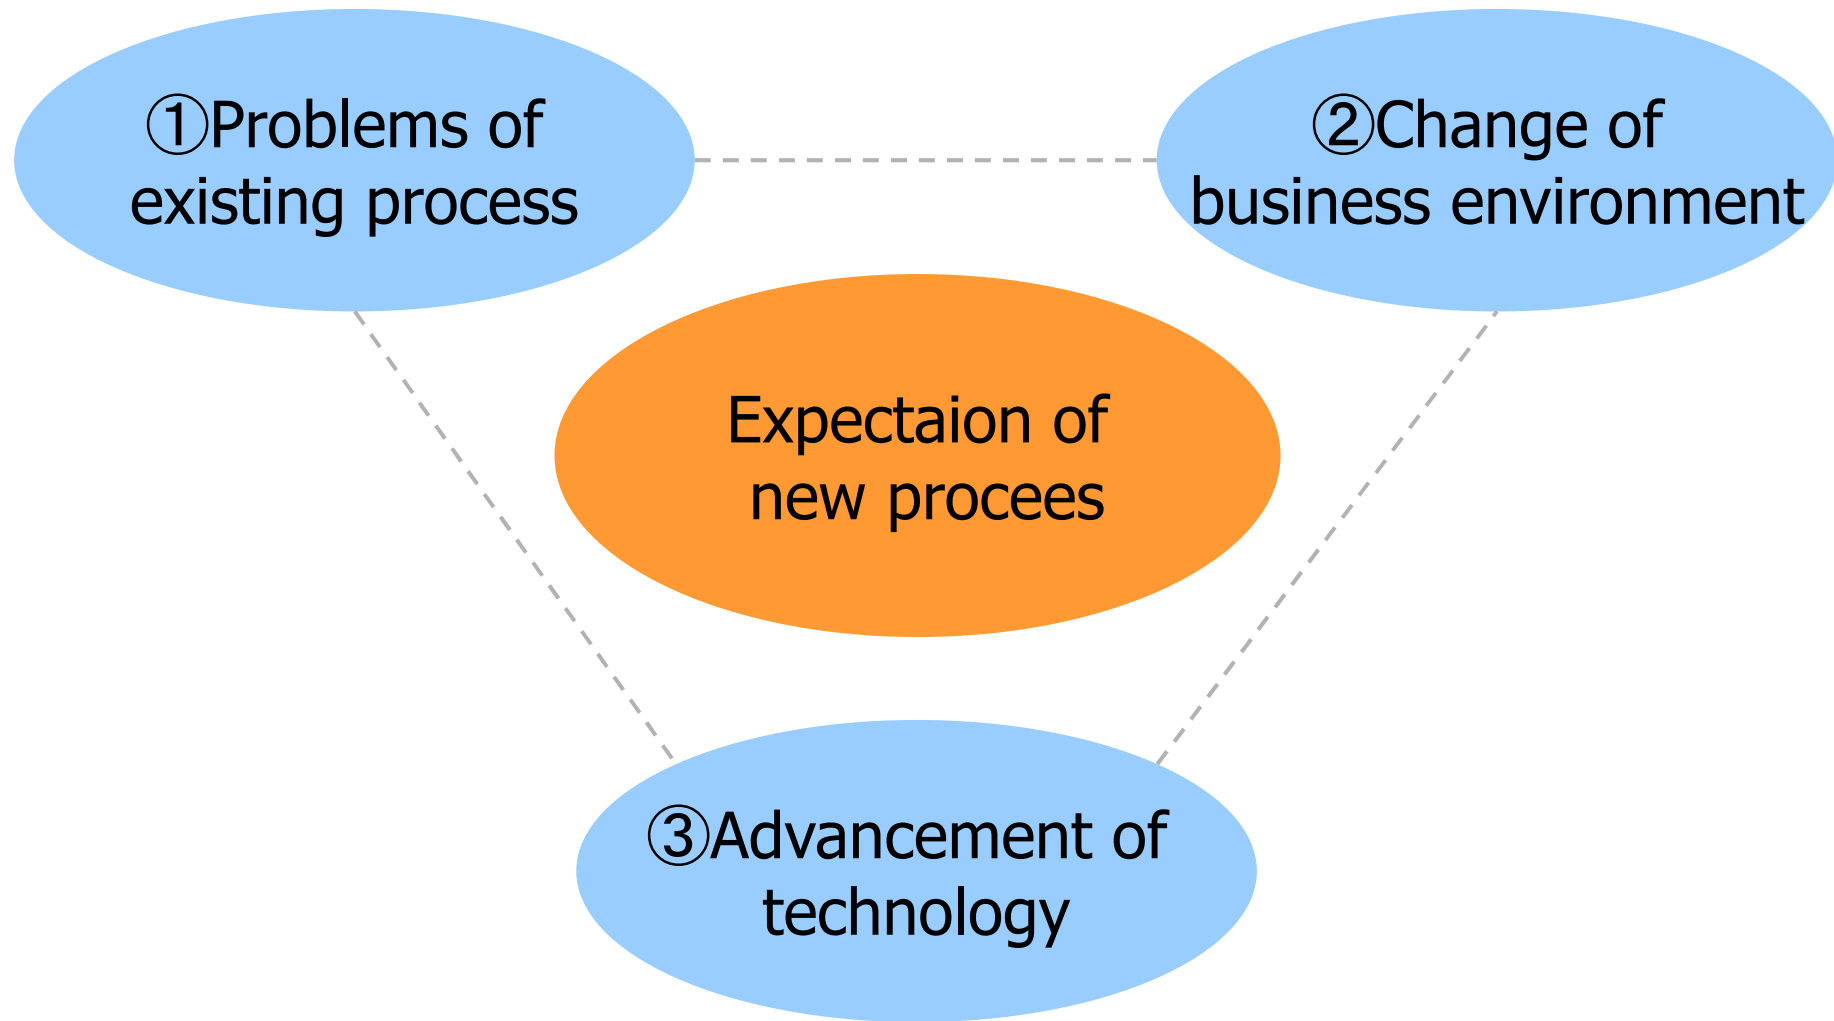 ①Problems of
existing process
②Change of
business environment
Expectaion of
new procees
③Advancement of
technology